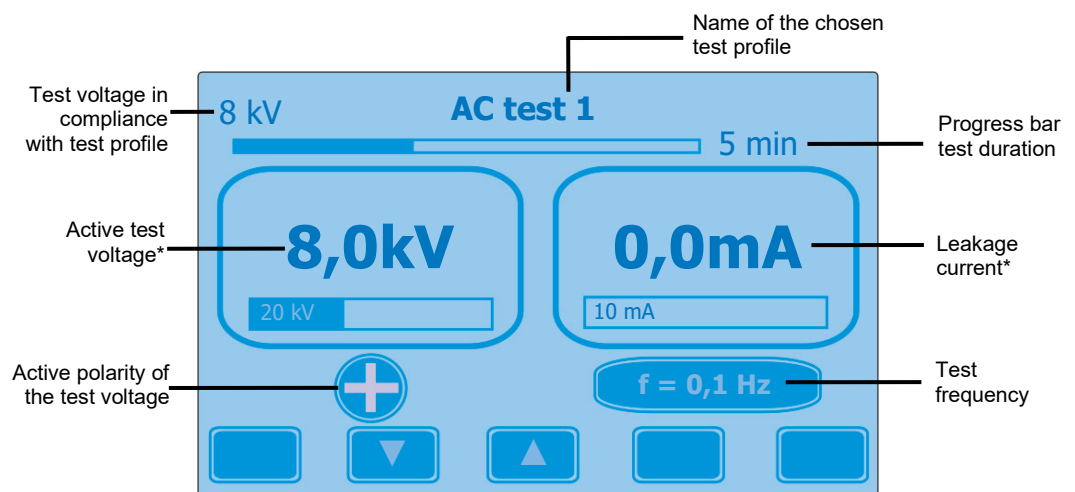 Name of the chosen
test profile
Test voltage in
compliance
with test profile
8 kV
AC test 1
5 min
Progress bar
test duration
Active test
voltage*
8,0kV
0,0mA
Leakage
current*
20 kV
10 mA
Active polarity of
the test voltage
f = 0,1 Hz
Test
frequency